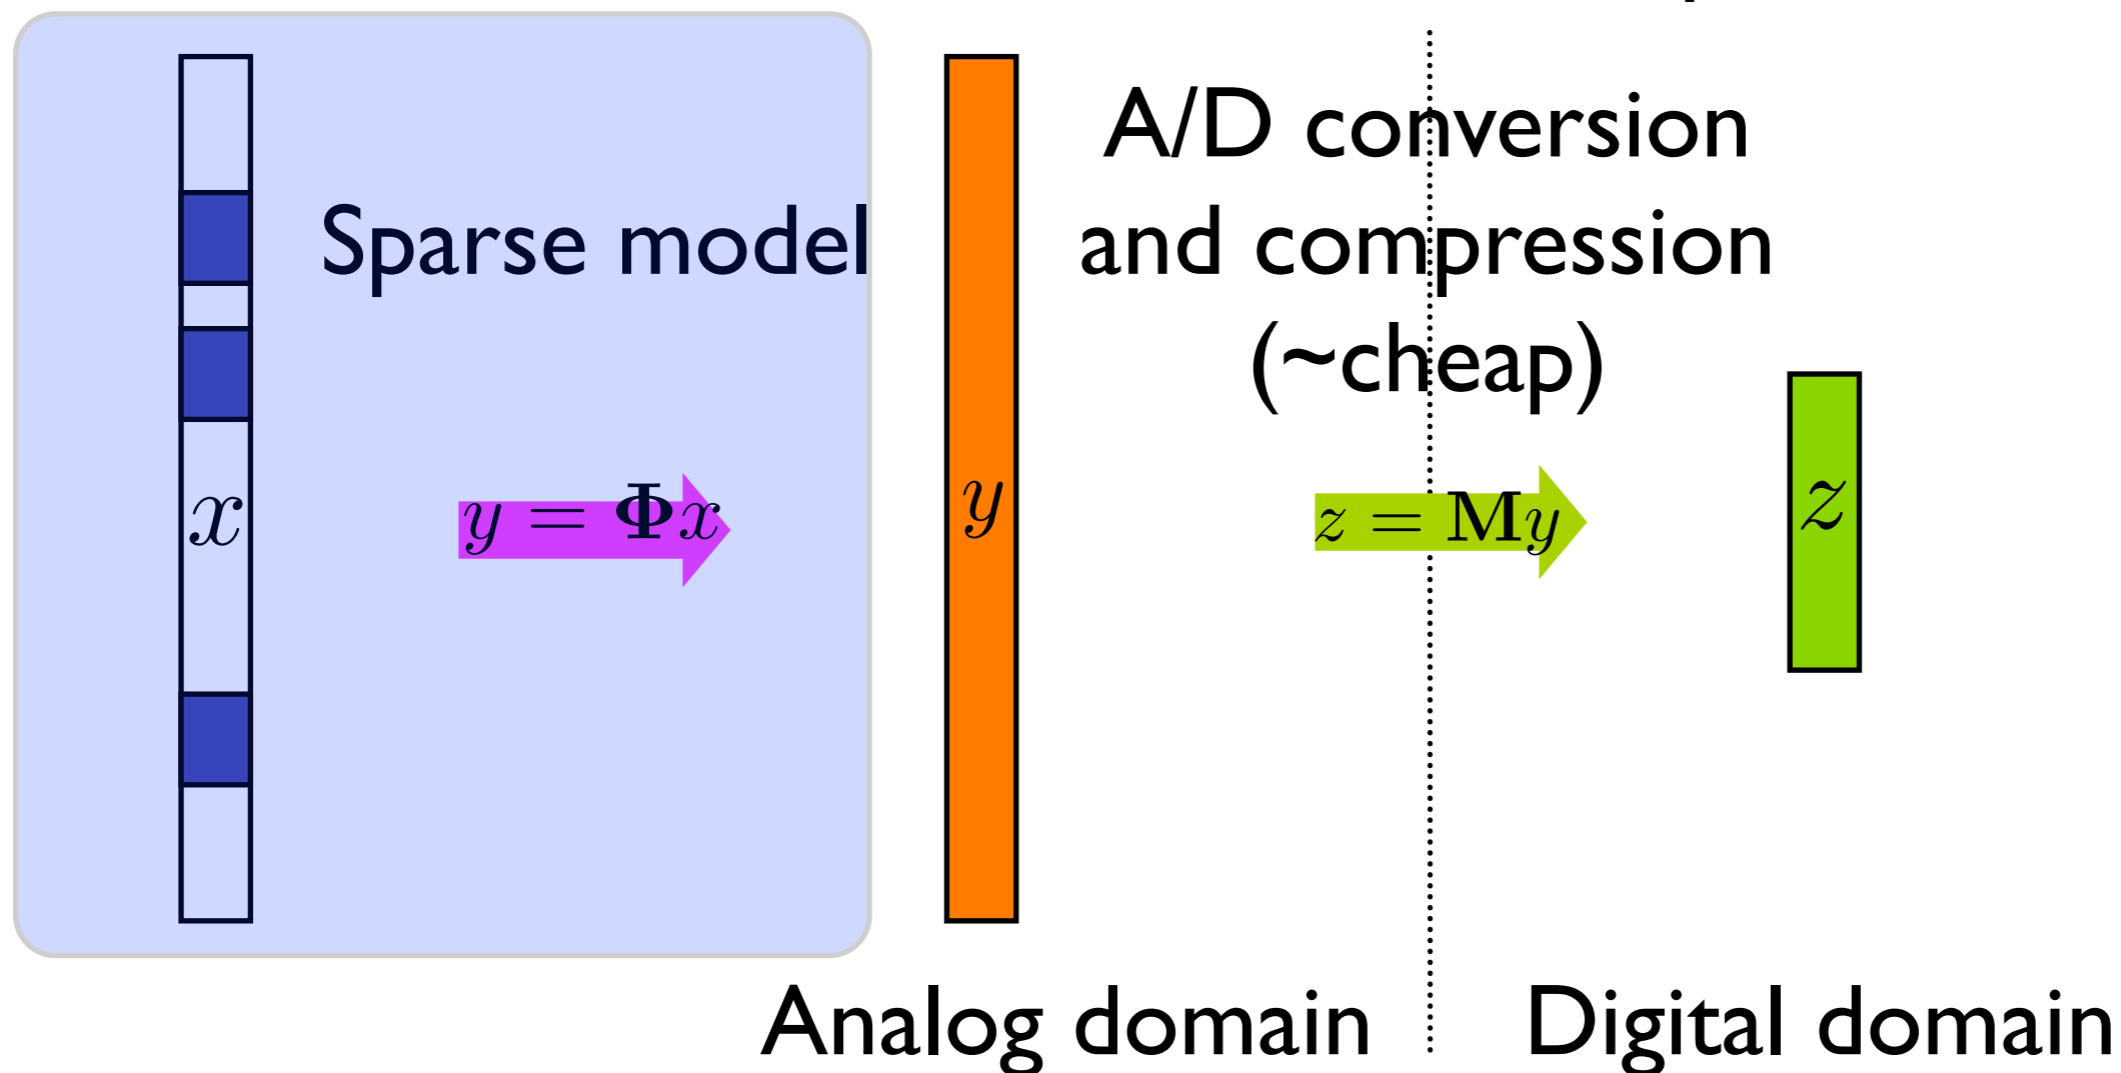 A/D conversion
Sparse model
and compression
(~cheap)
x
y = Φx
y
z = My
z
Analog domain
Digital domain